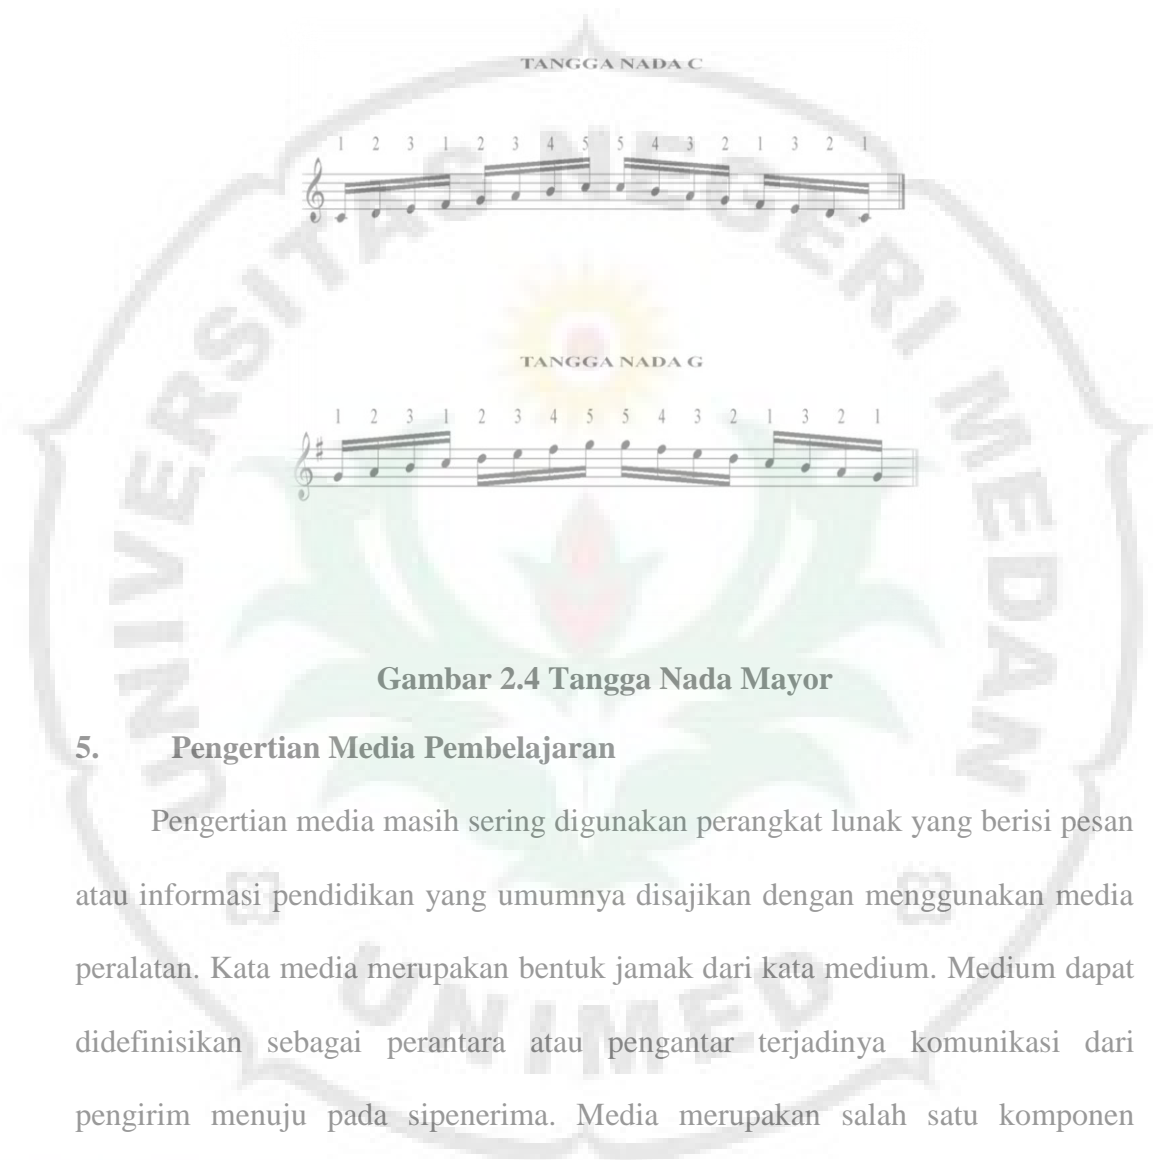 TANGGA NADA C
1 2 3 1 2 3 4 5 5 4 3 2 1 3 2 1
TANGGA NADA G
1 2 3 1 2 3 4 5 5 4 3 2 1 3 2 1
Gambar 2.4 Tangga Nada Mayor
5. Pengertian Media Pembelajaran
Pengertian media masih sering digunakan perangkat lunak yang berisi pesan
atau informasi pendidikan yang umumnya disajikan dengan menggunakan media
peralatan. Kata media merupakan bentuk jamak dari kata medium. Medium dapat
didefinisikan sebagai perantara atau pengantar terjadinya komunikasi dari
pengirim menuju pada sipenerima. Media merupakan salah satu komponen
UNIVERSITAS NEGERI MEDAN
UNIMED